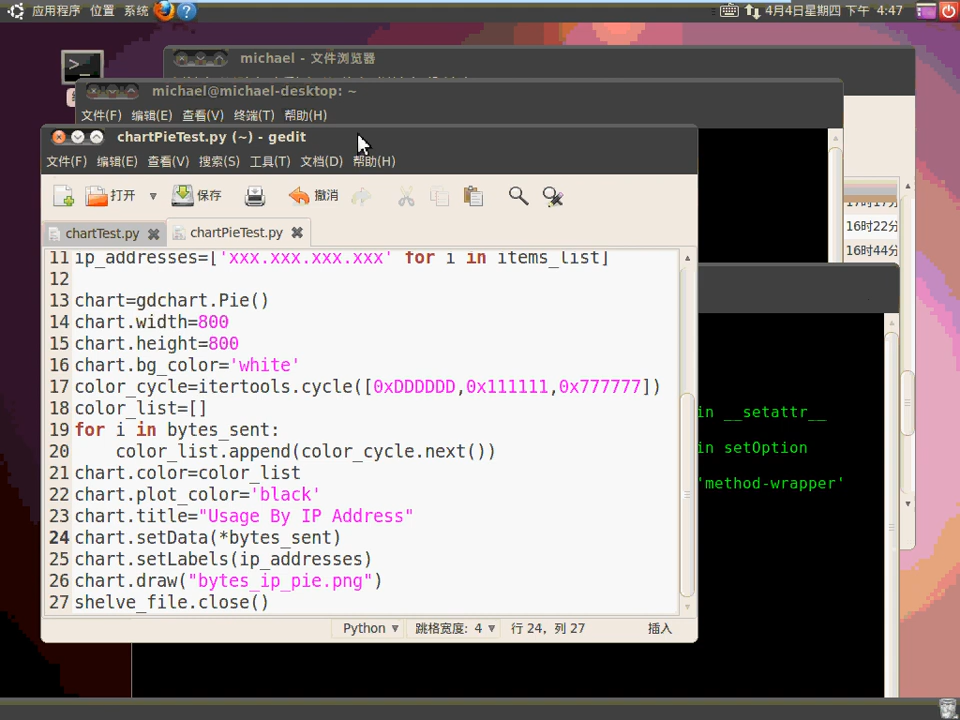 应用程序 位置 系统 4月4日星期四 下午 4:47
michael - 文件浏览器
michael@michael-desktop: ~
文件(F) 编辑(E) 查看(V) 终端(T) 帮助(H)
chartPieTest.py (~) - gedit
文件(F) 编辑(E) 查看(V) 搜索(S) 工具(T) 文档(D) 帮助(H)
打开 保存 撤消
chartTest.py chartPieTest.py
16时22分
16时44分
11 ip_addresses=['xxx.xxx.xxx.xxx' for i in items_list]
12
13 chart=gdchart.Pie()
14 chart.width=800
15 chart.height=800
16 chart.bg_color='white'
17 color_cycle=itertools.cycle([0xDDDDDD,0x111111,0x777777])
18 color_list=[]
19 for i in bytes_sent:
20     color_list.append(color_cycle.next())
21 chart.color=color_list
22 chart.plot_color='black'
23 chart.title="Usage By IP Address"
24 chart.setData(*bytes_sent)
25 chart.setLabels(ip_addresses)
26 chart.draw("bytes_ip_pie.png")
27 shelve_file.close()
in __setattr__
in setOption
'method-wrapper'
Python 跳格宽度: 4 行 24, 列 27 插入